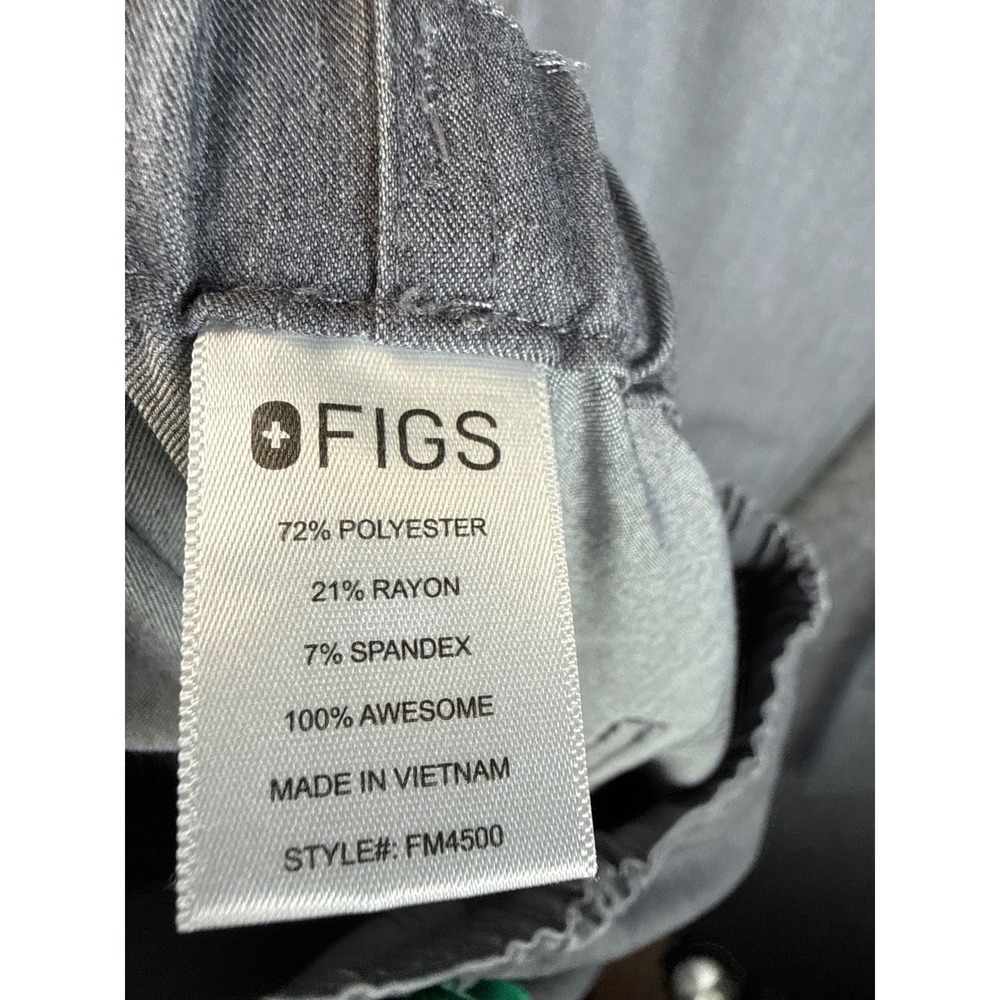 FIGS
72% POLYESTER
21% RAYON
7% SPANDEX
100% AWESOME
MADE IN VIETNAM
STYLE#: FM4500